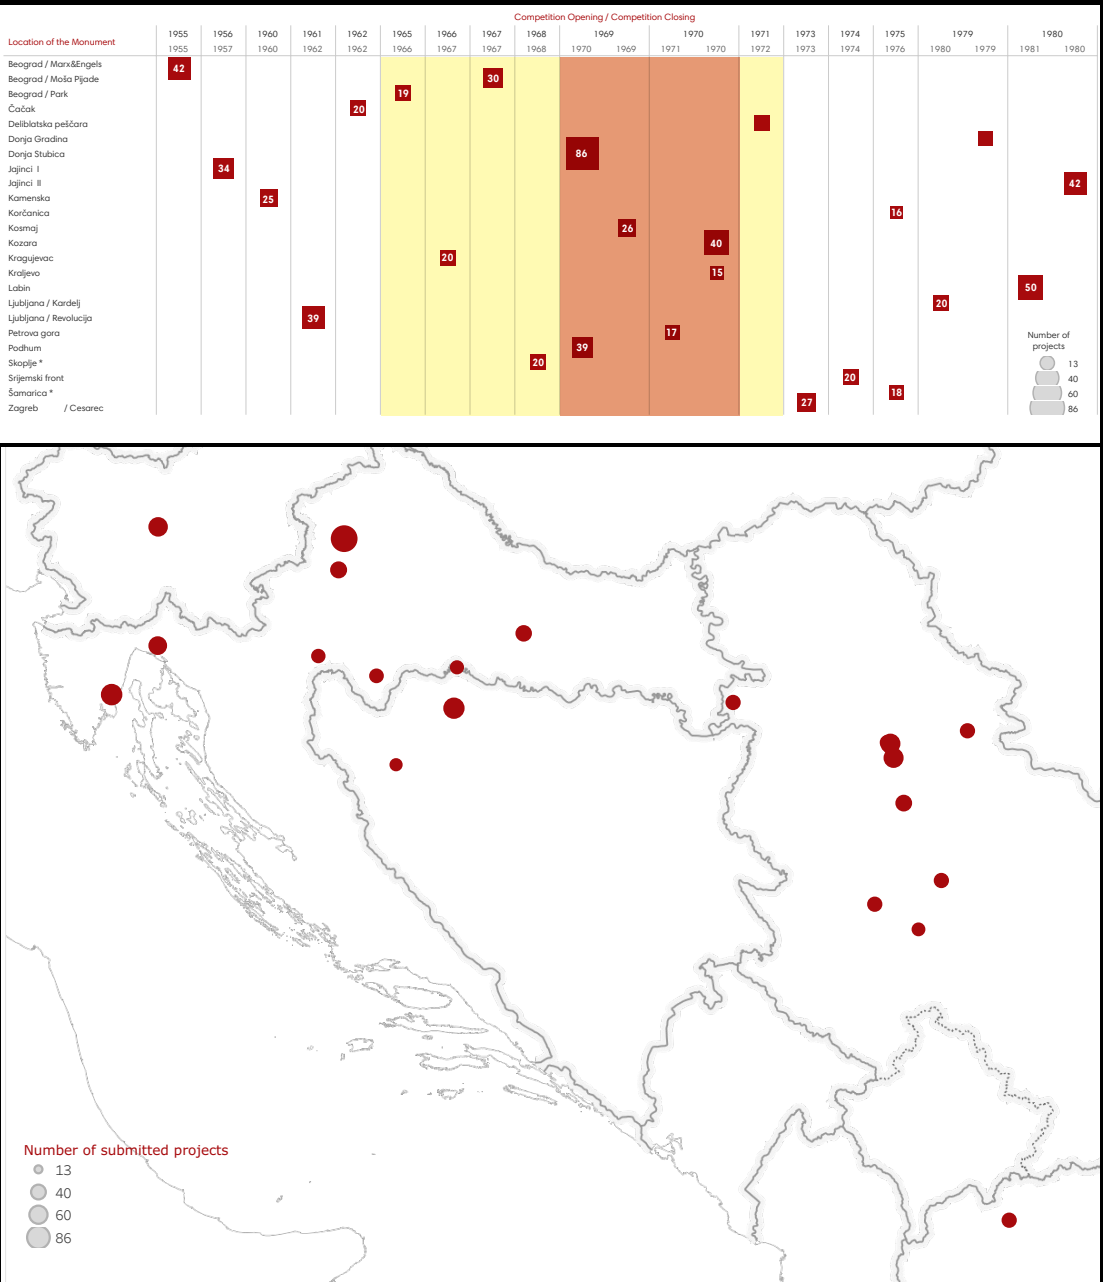 Competition Opening / Competition Closing
Location of the Monument
1955 1956 1960 1961 1962 1965 1966 1967 1968 1969 1970 1971 1973 1974 1975 1979 1980
1955 1957 1960 1962 1962 1966 1967 1967 1968 1970 1969 1971 1970 1972 1973 1974 1976 1980 1979 1981 1980
Beograd / Marx&Engels 42
Beograd / Moša Pijade 30
Beograd / Park 19
Čačak 20
Deliblatska peščara
Donja Gradina
Donja Stubica 86
Jajinci I 34
Jajinci II 42
Kamenska 25
Korčanica 16
Kosmaj 26
Kozara 40
Kragujevac 20
Kraljevo 15
Labin 50
Ljubljana / Kardelj 20
Ljubljana / Revolucija 39
Petrova gora 17
Podhum 39
Skoplje * 20
Srijemski front 20
Šamarica * 18
Zagreb / Cesarec 27
Number of
projects
13
40
60
86
Number of submitted projects
13
40
60
86